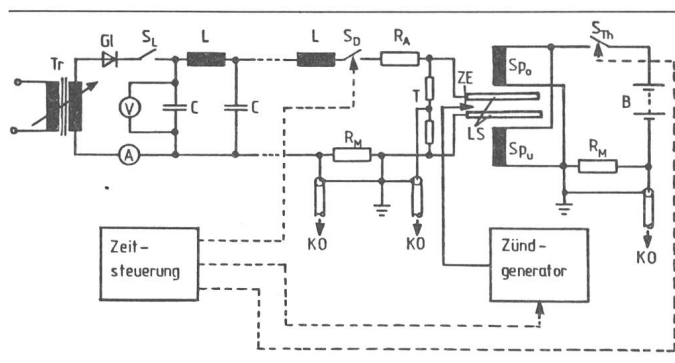 Tr
Gl
S_L
L
L
S_D
R_A
S_Th
V
C
C
A
T
ZE
LS
Sp_o
Sp_u
B
R_M
R_M
KO
KO
KO
Zeit-
steuerung
Zünd-
generator